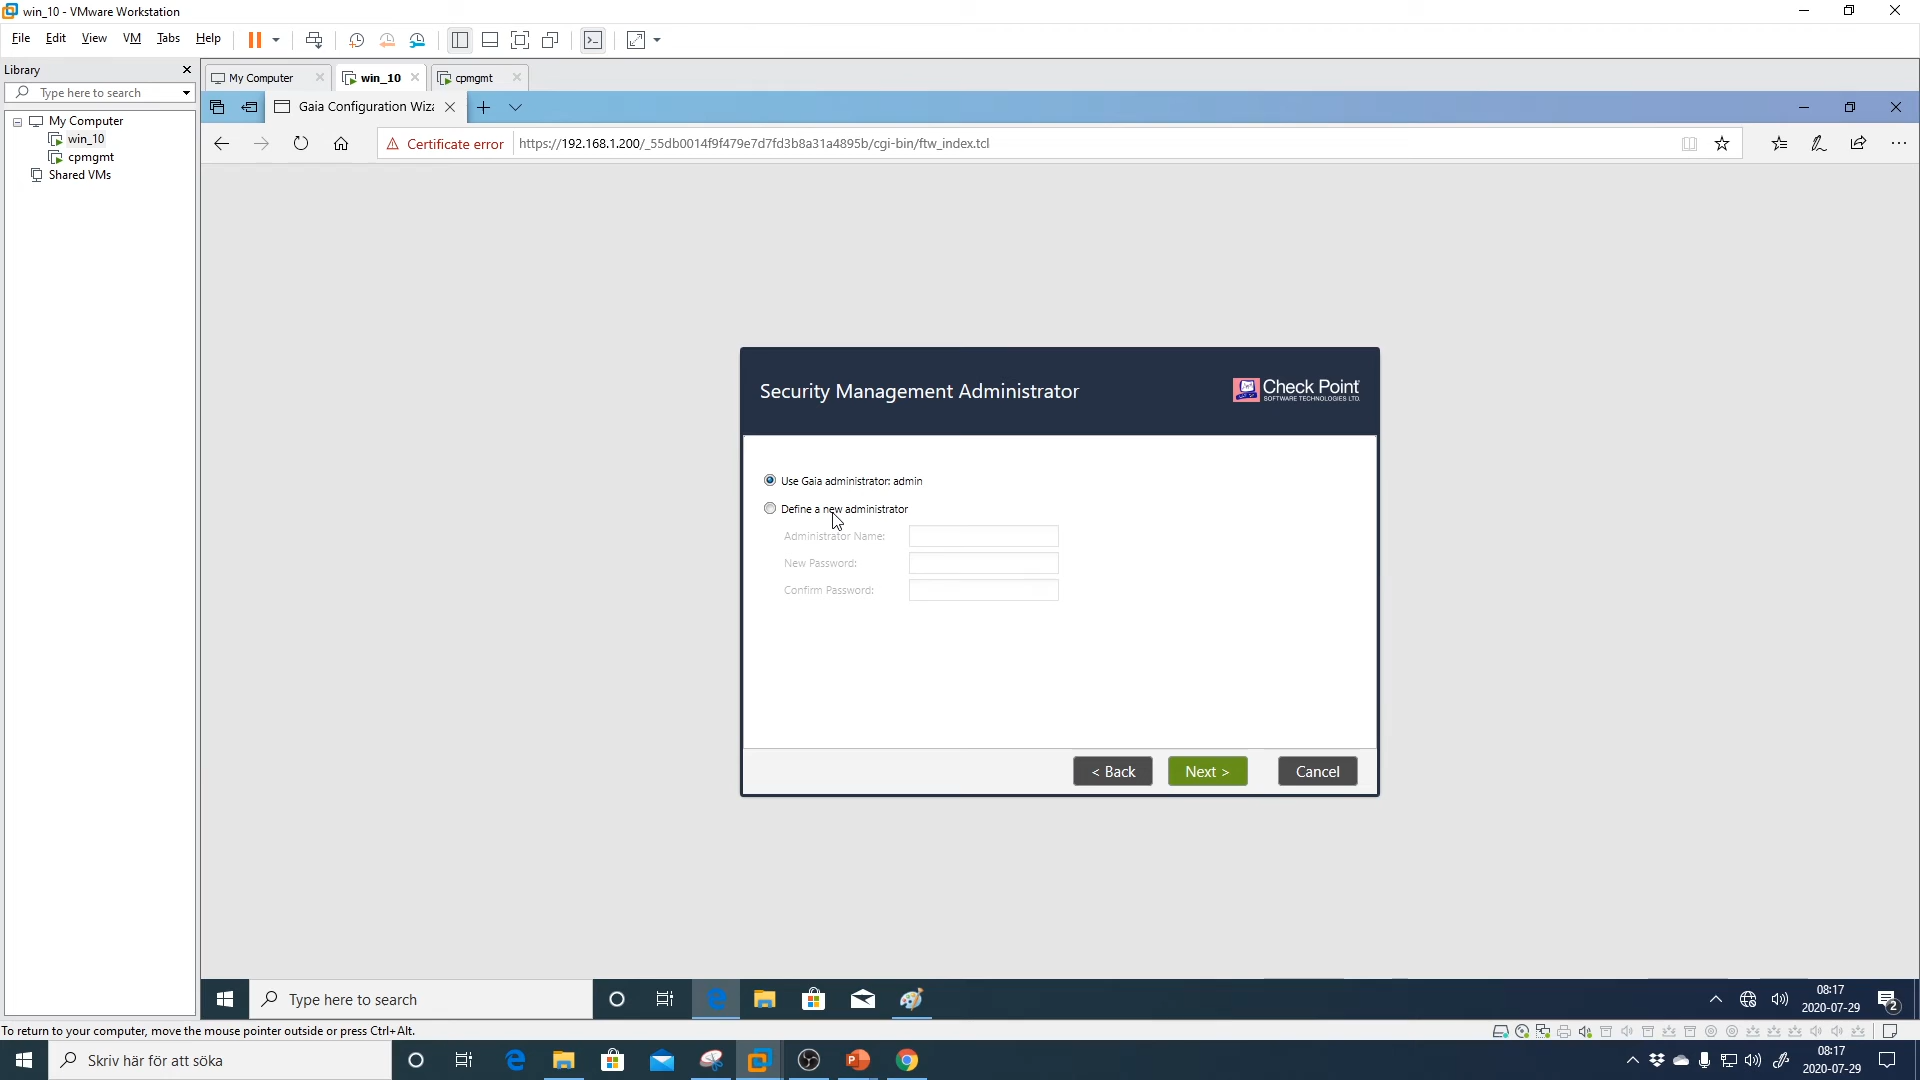 win_10 - VMware Workstation
File Edit View VM Tabs Help
Library
Type here to search
My Computer
win_10
cpmgmt
Shared VMs
My Computer win_10 cpmgmt
Gaia Configuration Wiza
Certificate error https://192.168.1.200/_55db0014f9f479e7d7fd3b8a31a4895b/cgi-bin/ftw_index.tcl
Security Management Administrator
Check Point
SOFTWARE TECHNOLOGIES LTD.
Use Gaia administrator: admin
Define a new administrator
Administrator Name:
New Password:
Confirm Password:
< Back Next > Cancel
Type here to search
08:17
2020-07-29
2
To return to your computer, move the mouse pointer outside or press Ctrl+Alt.
Skriv här för att söka
08:17
2020-07-29